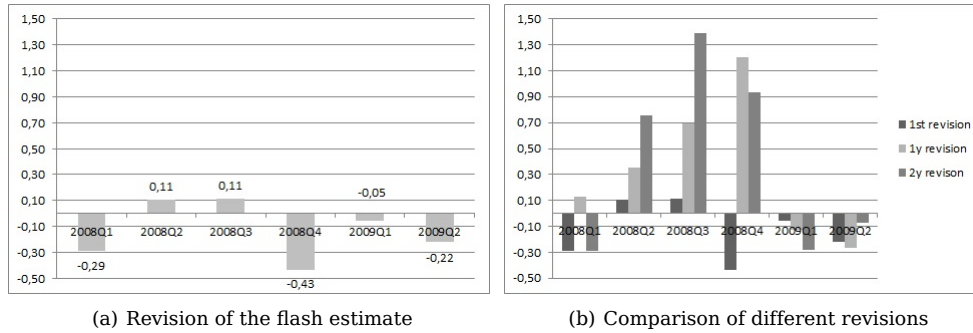 1,50
1,30
1,10
0,90
0,70
0,50
0,30
0,10
-0,10
-0,30
-0,50
0,11
0,11
-0,05
2008Q1
2008Q2
2008Q3
2008Q4
2009Q1
2009Q2
-0,29
-0,43
-0,22
(a) Revision of the flash estimate
1,50
1,30
1,10
0,90
0,70
0,50
0,30
0,10
-0,10
-0,30
-0,50
2008Q1
2008Q2
2008Q3
2008Q4
2009Q1
2009Q2
1st revision
1y revision
2y revison
(b) Comparison of different revisions